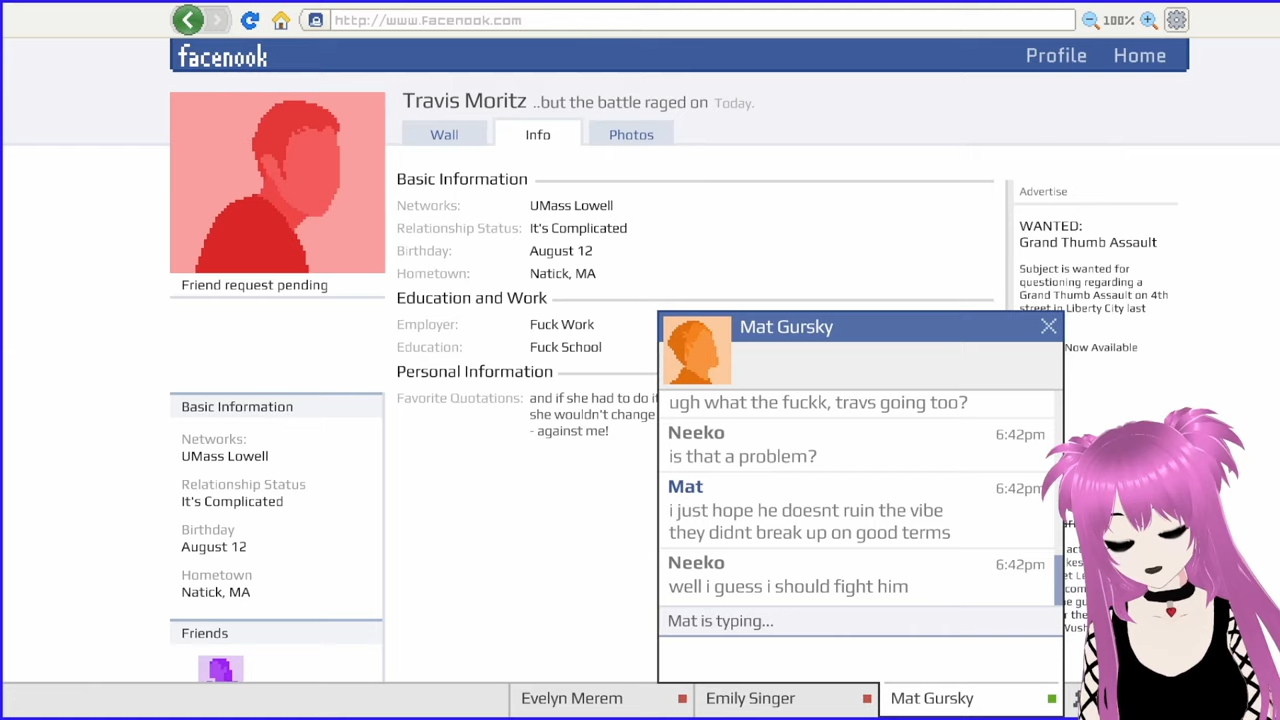 http://www.Facenook.com
100%
facenook
Profile
Home
Travis Moritz ..but the battle raged on Today.
Wall
Info
Photos
Friend request pending
Basic Information
Networks:
UMass Lowell
Relationship Status
It's Complicated
Birthday
August 12
Hometown
Natick, MA
Friends
Basic Information
Networks: UMass Lowell
Relationship Status: It's Complicated
Birthday: August 12
Hometown: Natick, MA
Education and Work
Employer: Fuck Work
Education: Fuck School
Personal Information
Favorite Quotations: and if she had to do i
she wouldn't change
- against me!
Advertise
WANTED:
Grand Thumb Assault
Subject is wanted for
questioning regarding a
Grand Thumb Assault on 4th
street in Liberty City last
Now Available
Mat Gursky
ugh what the fuckk, travs going too?
Neeko 6:42pm
is that a problem?
Mat 6:42pm
i just hope he doesnt ruin the vibe
they didnt break up on good terms
Neeko 6:42pm
well i guess i should fight him
Mat is typing...
Evelyn Merem
Emily Singer
Mat Gursky